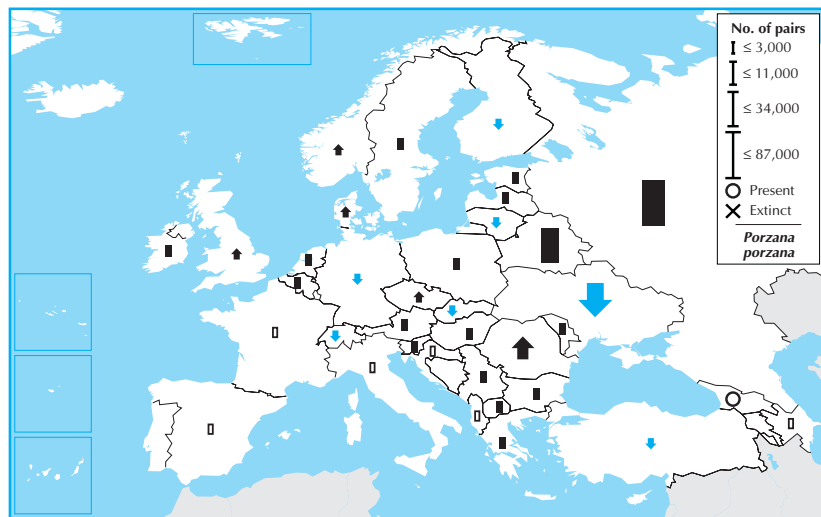 No. of pairs
≤ 3,000
≤ 11,000
≤ 34,000
≤ 87,000
Present
Extinct
Porzana
porzana